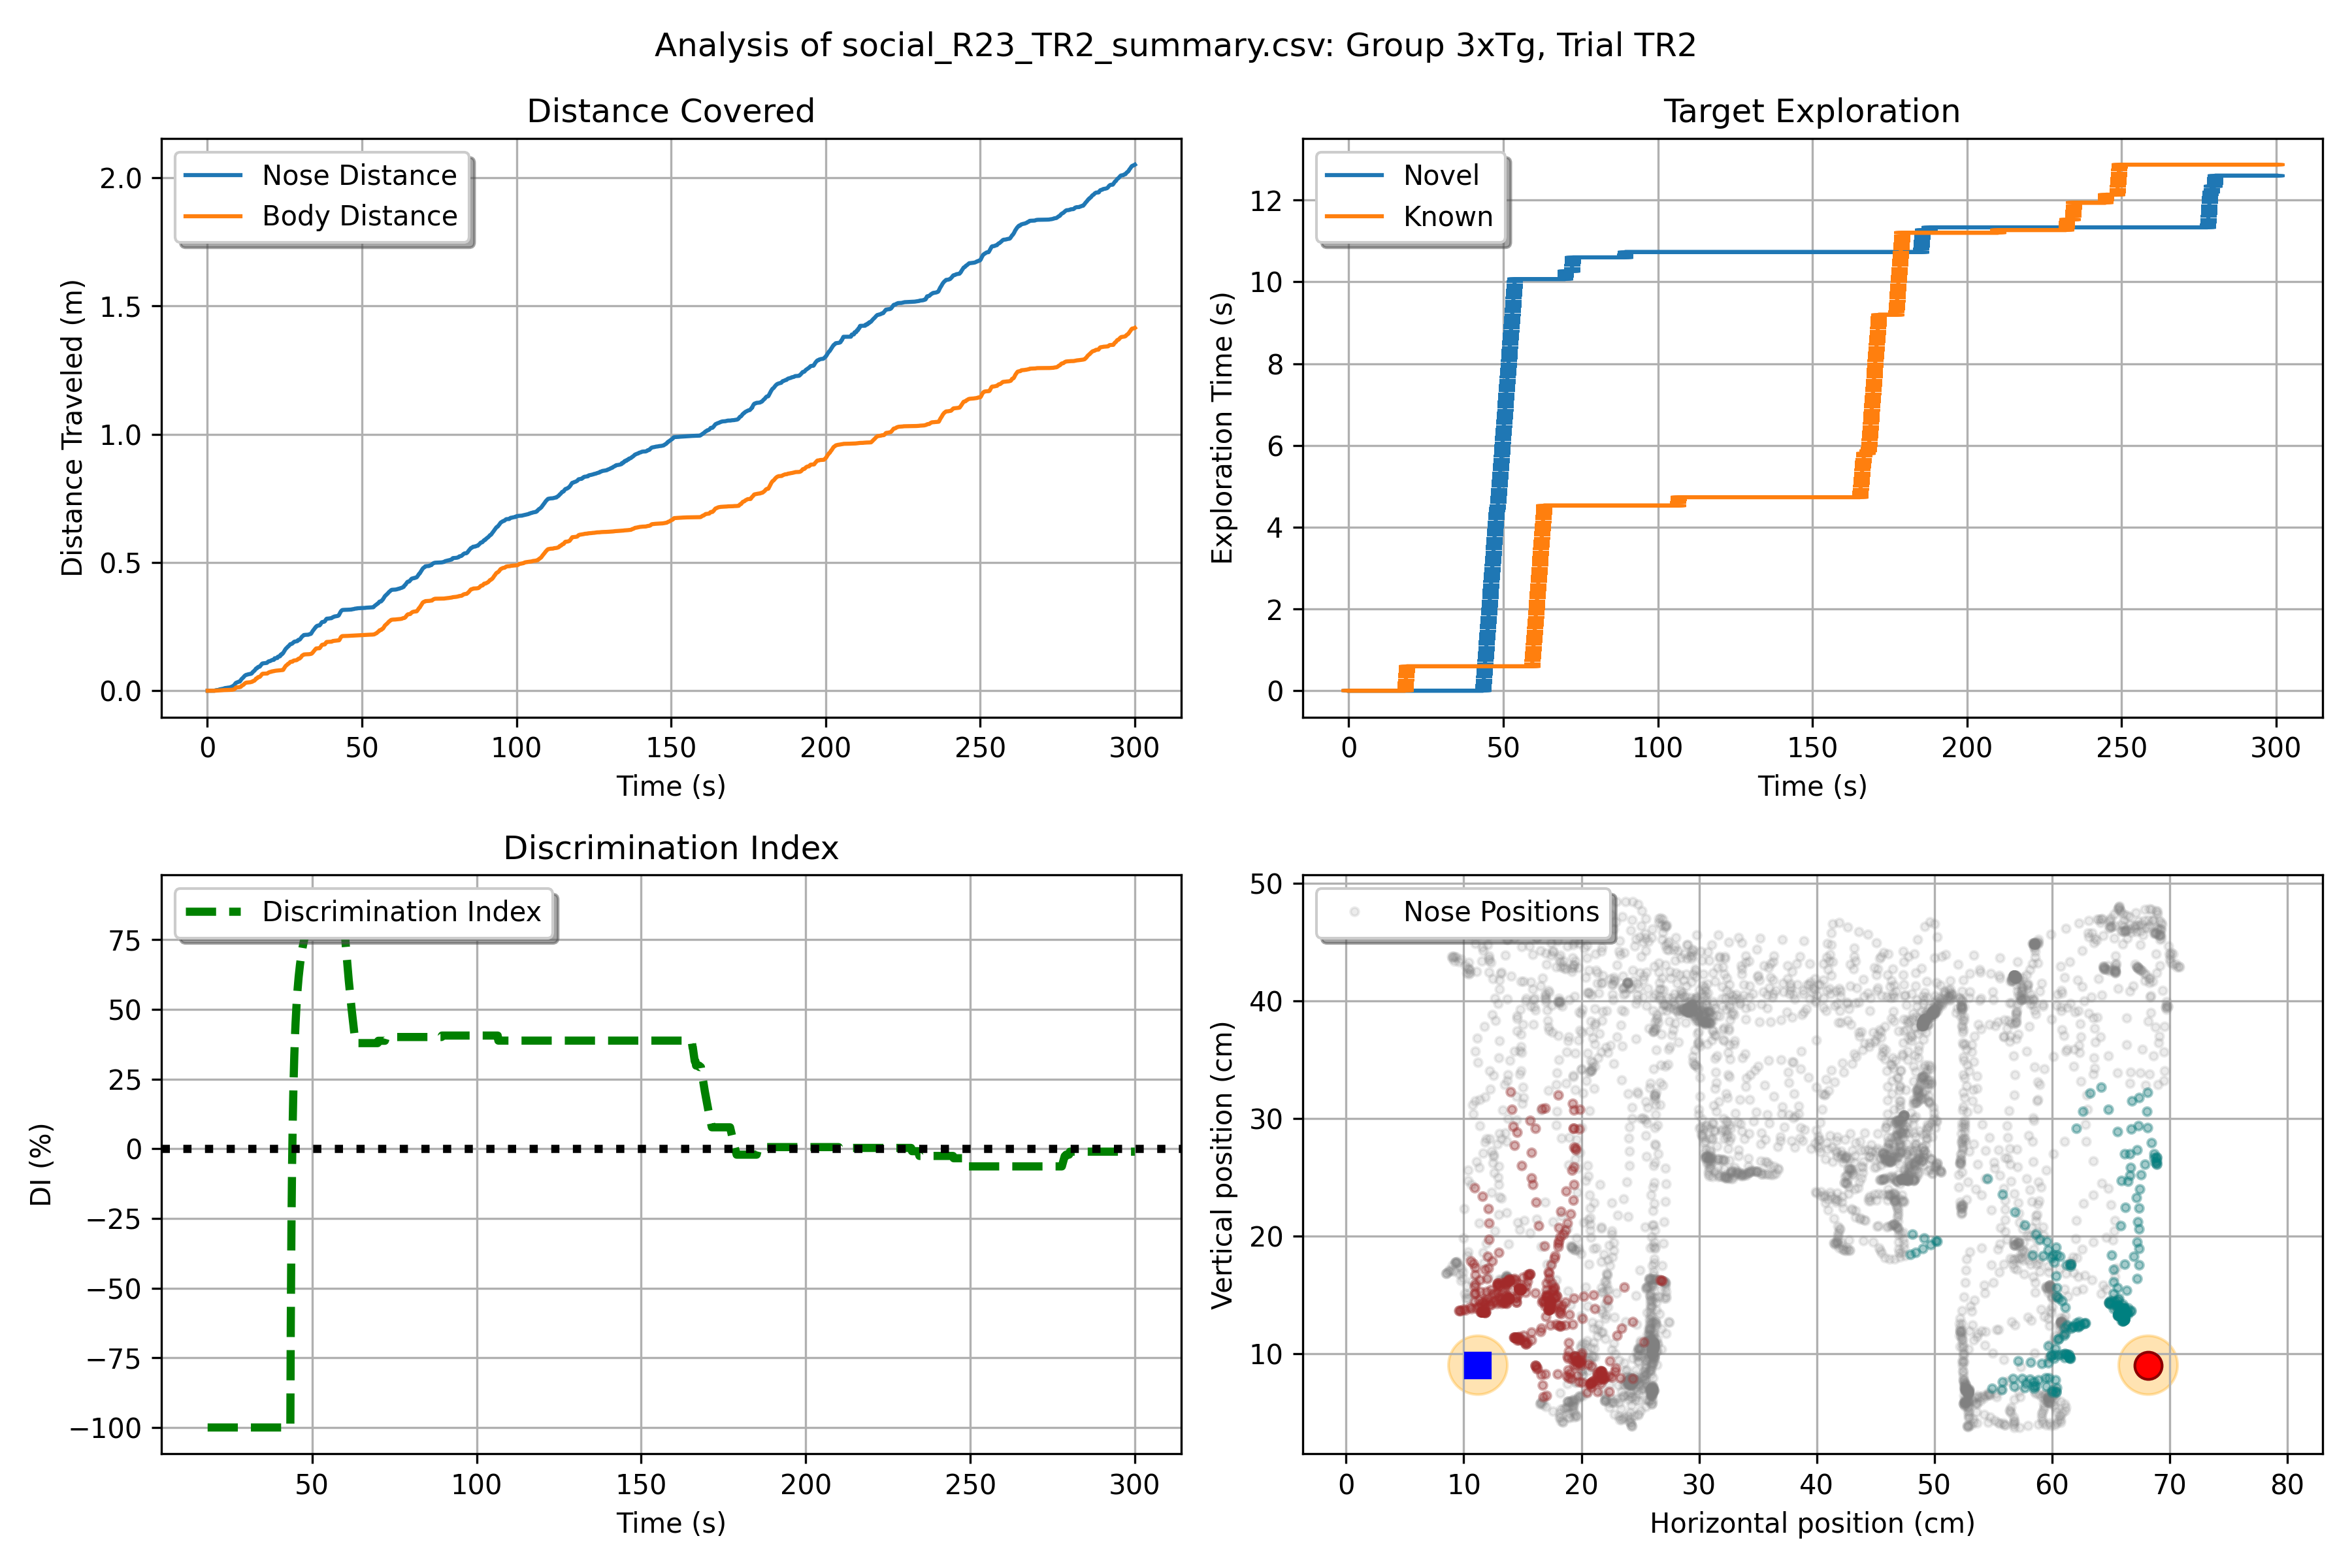 Analysis of social_R23_TR2_summary.csv: Group 3xTg, Trial TR2
Distance Covered
Nose Distance
Body Distance
Distance Traveled (m)
2.0
1.5
1.0
0.5
0.0
0 50 100 150 200 250 300
Time (s)
Target Exploration
Novel
Known
Exploration Time (s)
12
10
8
6
4
2
0
0 50 100 150 200 250 300
Time (s)
Discrimination Index
Discrimination Index
DI (%)
75
50
25
0
−25
−50
−75
−100
50 100 150 200 250 300
Time (s)
Nose Positions
Vertical position (cm)
50
40
30
20
10
0 10 20 30 40 50 60 70 80
Horizontal position (cm)